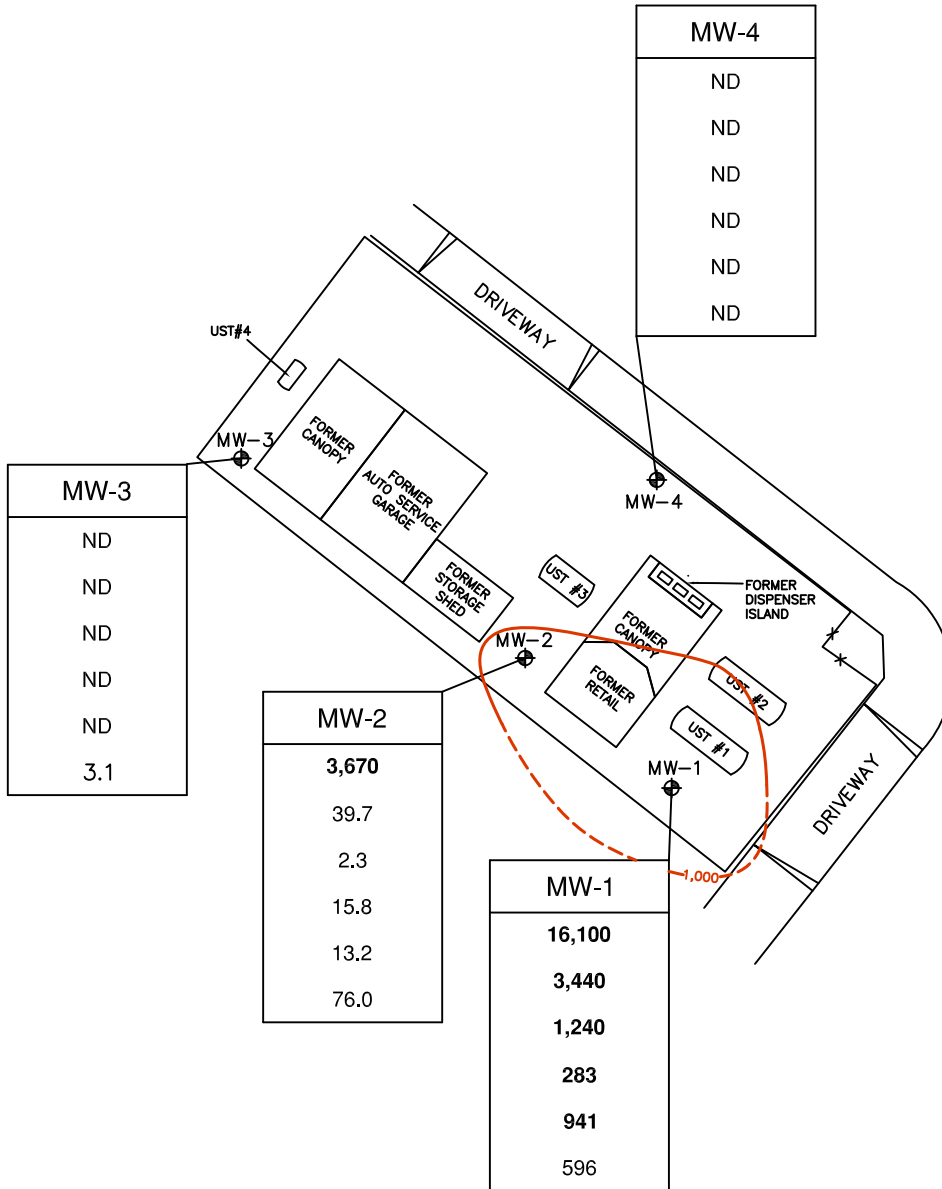 MW-4
ND
ND
ND
ND
ND
ND
DRIVEWAY
UST#4
MW-3
FORMER
CANOPY
FORMER
AUTO SERVICE
GARAGE
FORMER
STORAGE
SHED
MW-4
UST #3
FORMER
DISPENSER
ISLAND
FORMER
CANOPY
FORMER
RETAIL
MW-2
UST #2
UST #1
MW-1
DRIVEWAY
1,000
MW-3
ND
ND
ND
ND
ND
3.1
MW-2
3,670
39.7
2.3
15.8
13.2
76.0
MW-1
16,100
3,440
1,240
283
941
596